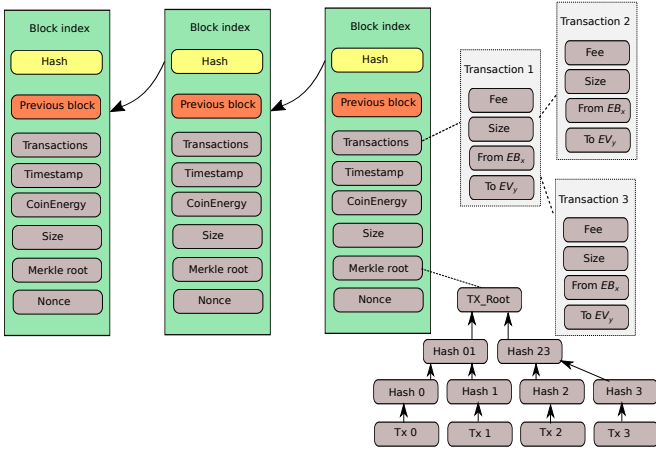 Block index
Hash
Previous block
Transactions
Timestamp
CoinEnergy
Size
Merkle root
Nonce
Block index
Hash
Previous block
Transactions
Timestamp
CoinEnergy
Size
Merkle root
Nonce
Block index
Hash
Previous block
Transactions
Timestamp
CoinEnergy
Size
Merkle root
Nonce
Transaction 1
Fee
Size
From EBₓ
To EVᵧ
Transaction 2
Fee
Size
From EBₓ
To EVᵧ
Transaction 3
Fee
Size
From EBₓ
To EVᵧ
TX_Root
Hash 01
Hash 23
Hash 0
Hash 1
Hash 2
Hash 3
Tx 0
Tx 1
Tx 2
Tx 3